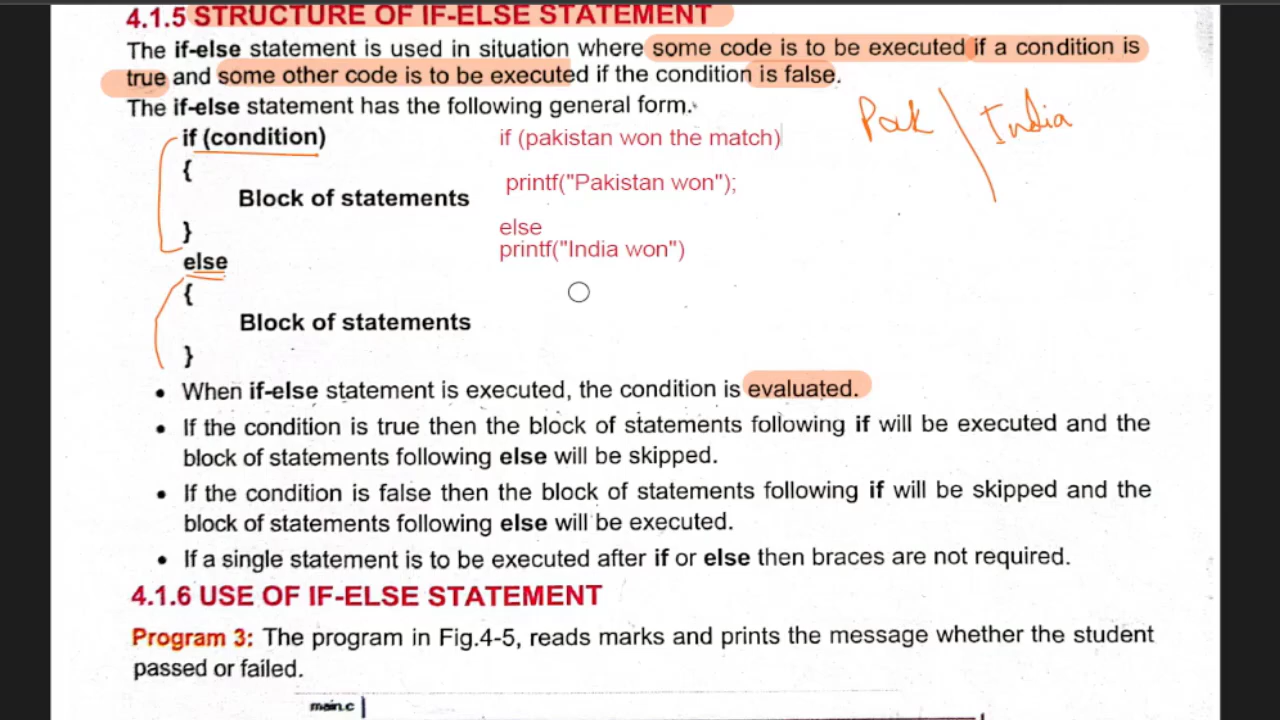 4.1.5 STRUCTURE OF IF-ELSE STATEMENT
The if-else statement is used in situation where some code is to be executed if a condition is
true and some other code is to be executed if the condition is false.
The if-else statement has the following general form.
if (condition)
{
Block of statements
}
else
{
Block of statements
}
if (pakistan won the match)
printf("Pakistan won");
else
printf("India won")
Pak / India
• When if-else statement is executed, the condition is evaluated.
• If the condition is true then the block of statements following if will be executed and the
block of statements following else will be skipped.
• If the condition is false then the block of statements following if will be skipped and the
block of statements following else will be executed.
• If a single statement is to be executed after if or else then braces are not required.
4.1.6 USE OF IF-ELSE STATEMENT
Program 3: The program in Fig.4-5, reads marks and prints the message whether the student
passed or failed.
main.c